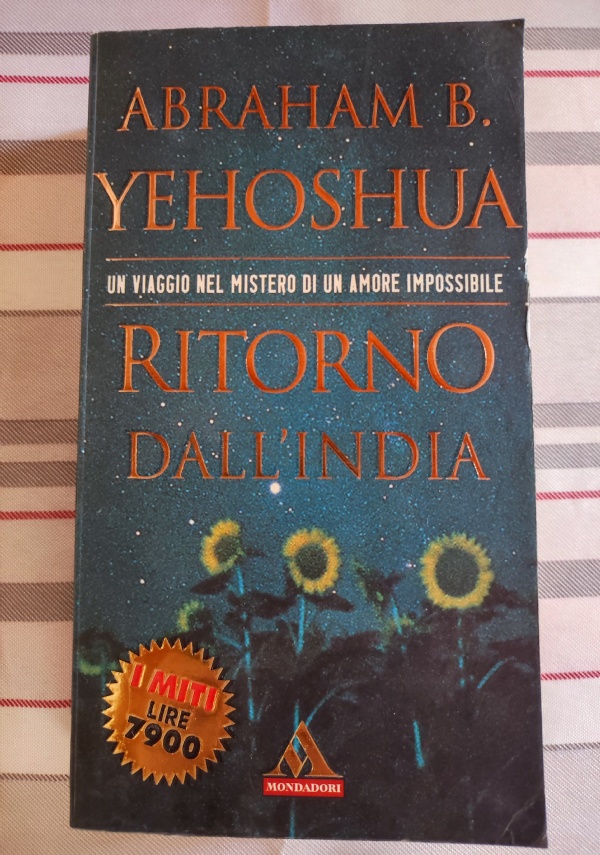 ABRAHAM B.
YEHOSHUA
UN VIAGGIO NEL MISTERO DI UN AMORE IMPOSSIBILE
RITORNO
DALL'INDIA
I MITI
LIRE
7900
MONDADORI